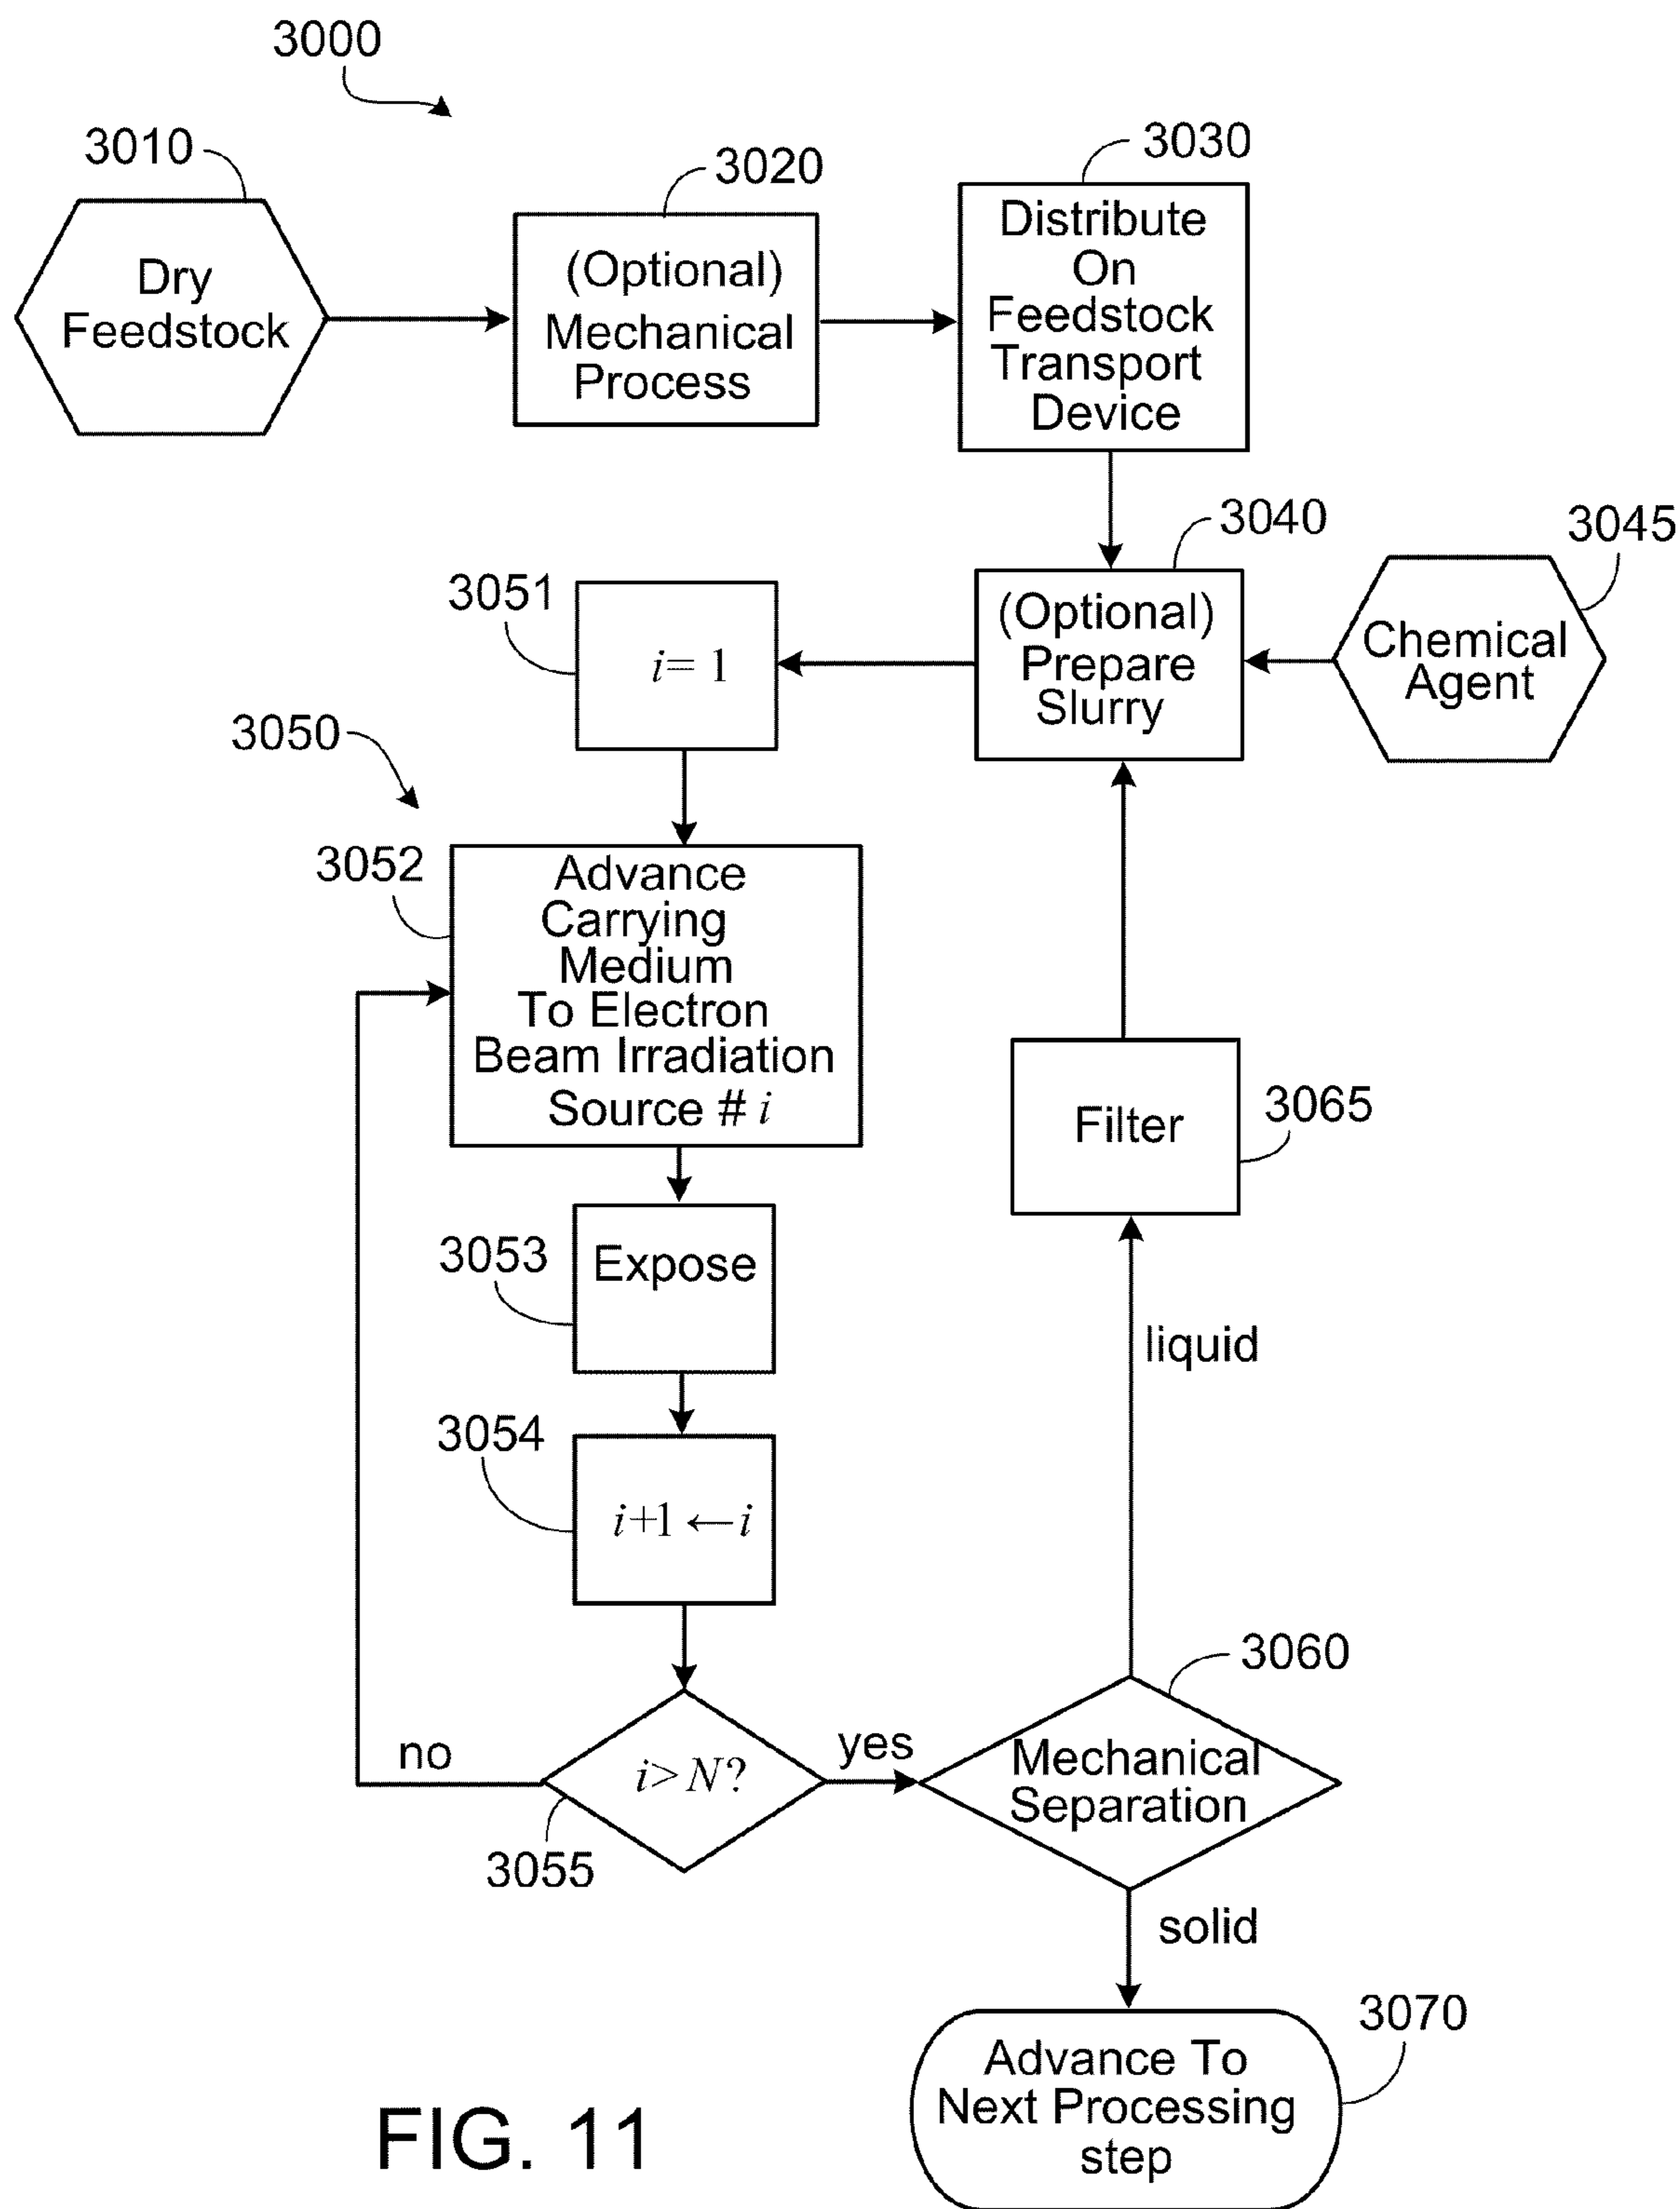 3000
3010
Dry
Feedstock
3020
(Optional)
Mechanical
Process
3030
Distribute
On
Feedstock
Transport
Device
3040
(Optional)
Prepare
Slurry
3045
Chemical
Agent
3051
i= 1
3050
3052
Advance
Carrying
Medium
To Electron
Beam Irradiation
Source # i
3053
Expose
3054
i+1 ←i
3055
i> N?
no
yes
3060
Mechanical
Separation
liquid
3065
Filter
solid
3070
Advance To
Next Processing
step
FIG. 11